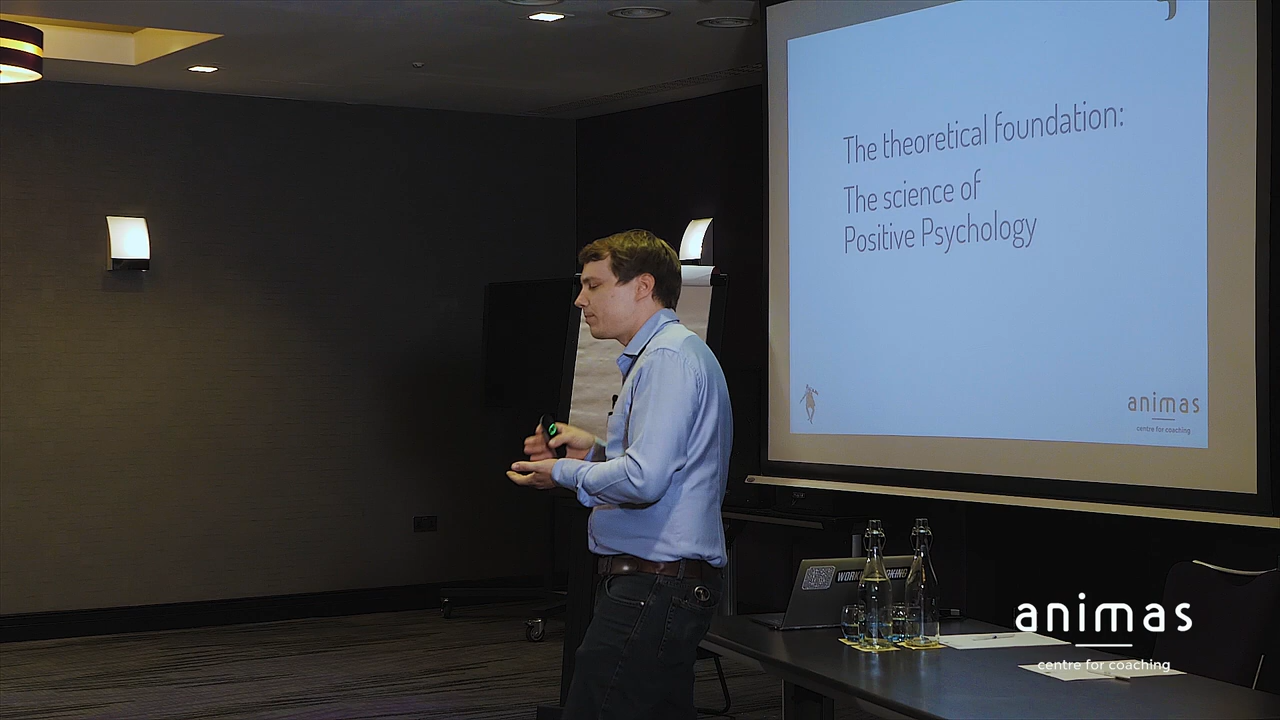 The theoretical foundation:
The science of
Positive Psychology
animas
centre for coaching
animas
centre for coaching